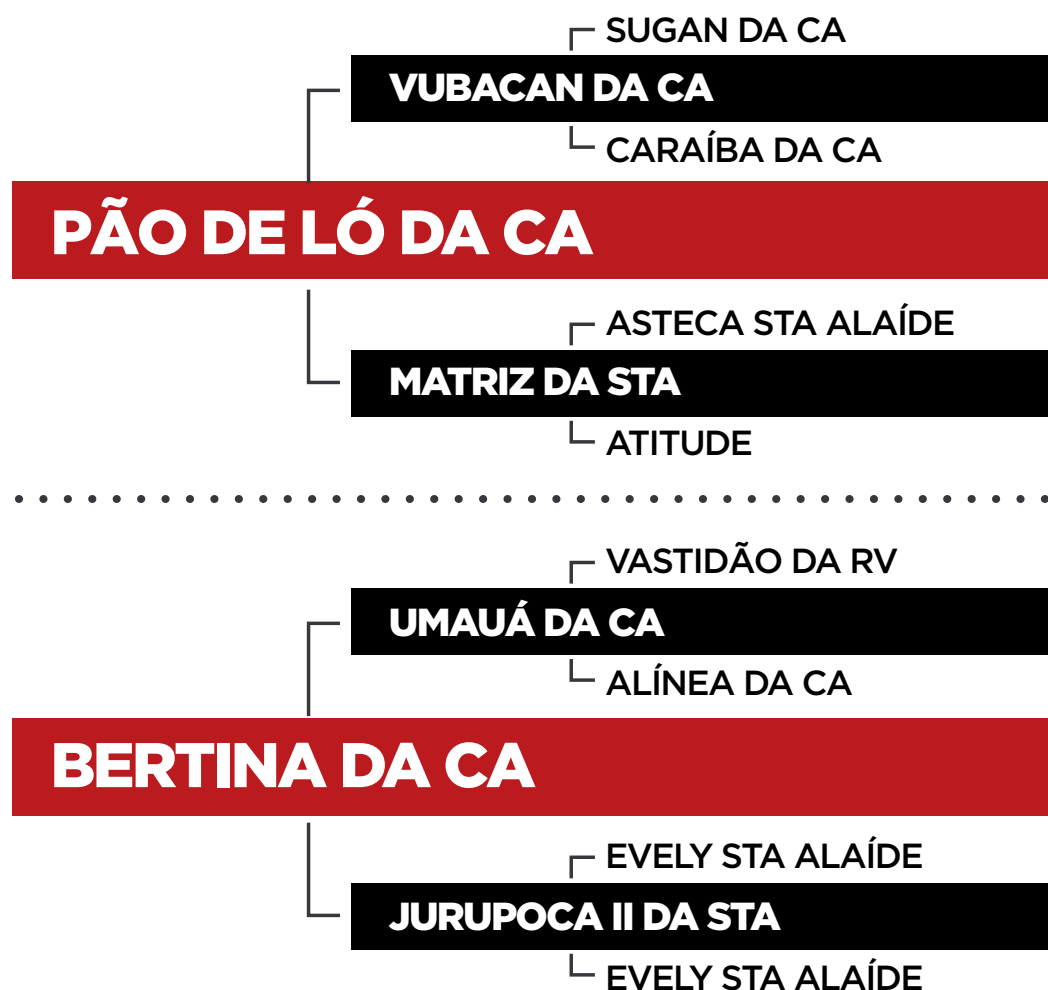 SUGAN DA CA
VUBACAN DA CA
CARAÍBA DA CA
PÃO DE LÓ DA CA
ASTECA STA ALAÍDE
MATRIZ DA STA
ATITUDE
VASTIDÃO DA RV
UMAUÁ DA CA
ALÍNEA DA CA
BERTINA DA CA
EVELY STA ALAÍDE
JURUPOCA II DA STA
EVELY STA ALAÍDE